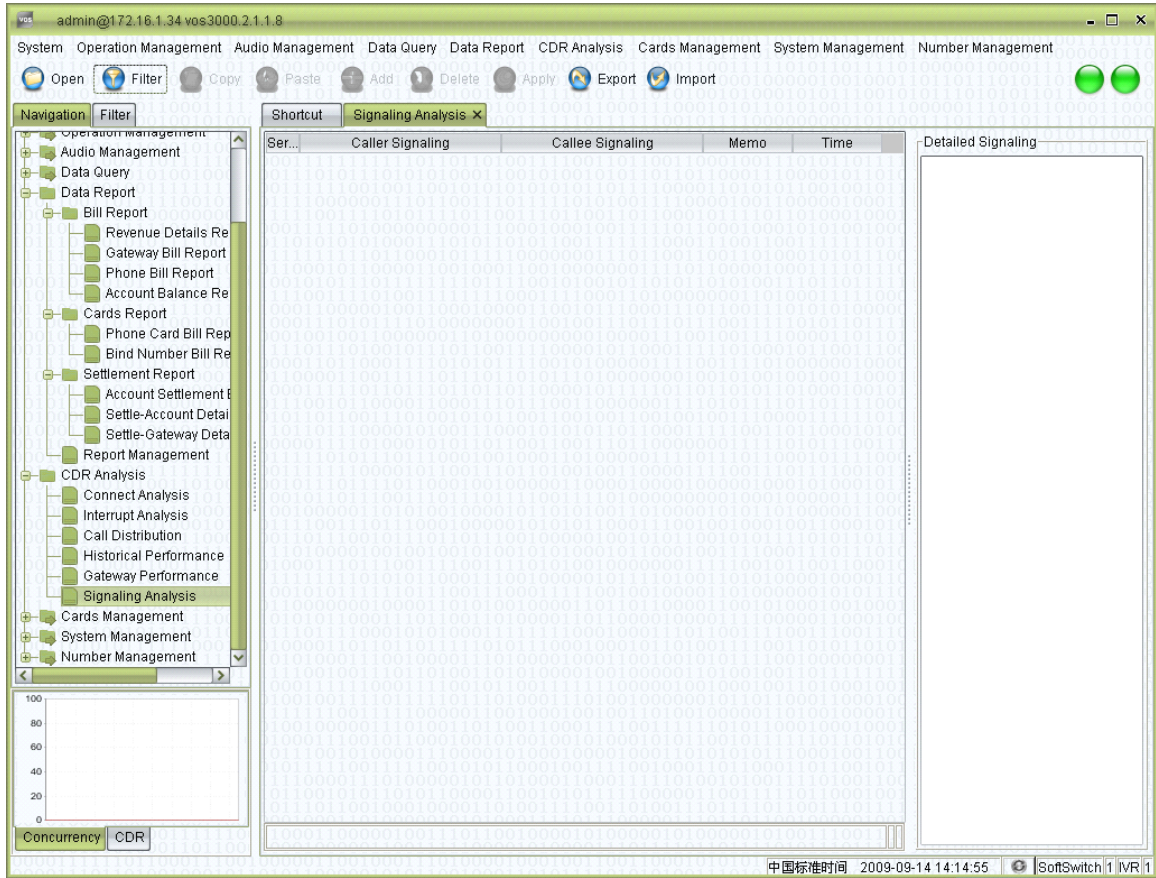 vos admin@172.16.1.34 vos3000.2.1.1.8
System Operation Management Audio Management Data Query Data Report CDR Analysis Cards Management System Management Number Management
Open Filter Copy Paste Add Delete Apply Export Import
Navigation Filter
Operation Management
Audio Management
Data Query
Data Report
Bill Report
Revenue Details Re
Gateway Bill Report
Phone Bill Report
Account Balance Re
Cards Report
Phone Card Bill Rep
Bind Number Bill Re
Settlement Report
Account Settlement
Settle-Account Detai
Settle-Gateway Deta
Report Management
CDR Analysis
Connect Analysis
Interrupt Analysis
Call Distribution
Historical Performance
Gateway Performance
Signaling Analysis
Cards Management
System Management
Number Management
100
80
60
40
20
0
Concurrency CDR
Shortcut Signaling Analysis
Ser... Caller Signaling Callee Signaling Memo Time
Detailed Signaling
中国标准时间 2009-09-14 14:14:55 SoftSwitch 1 IVR 1